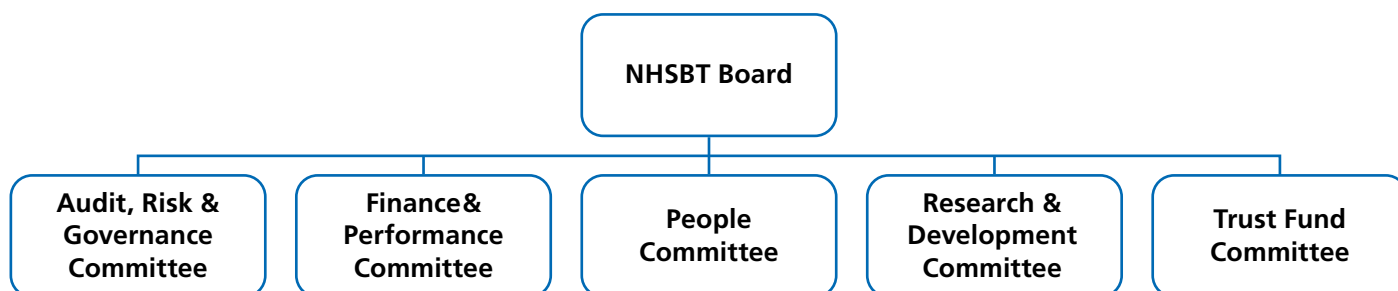 NHSBT Board
Audit, Risk &
Governance
Committee
Finance&
Performance
Committee
People
Committee
Research &
Development
Committee
Trust Fund
Committee